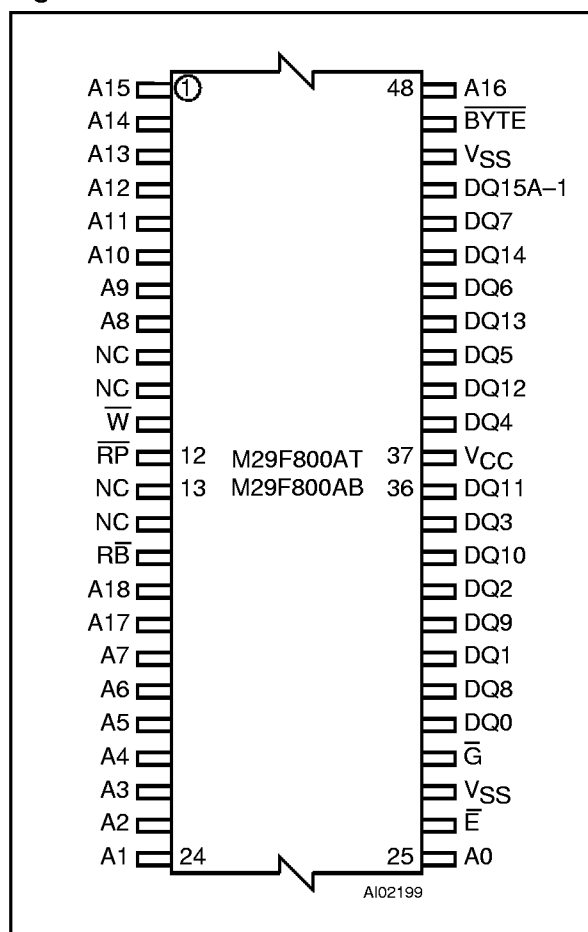 A15 1 48 A16
A14 B̅Y̅T̅E̅
A13 VSS
A12 DQ15A–1
A11 DQ7
A10 DQ14
A9 DQ6
A8 DQ13
NC DQ5
NC DQ12
W̅ DQ4
R̅P̅ 12 M29F800AT 37 VCC
NC 13 M29F800AB 36 DQ11
NC DQ3
RB̅ DQ10
A18 DQ2
A17 DQ9
A7 DQ1
A6 DQ8
A5 DQ0
A4 G̅
A3 VSS
A2 E̅
A1 24 25 A0
AI02199